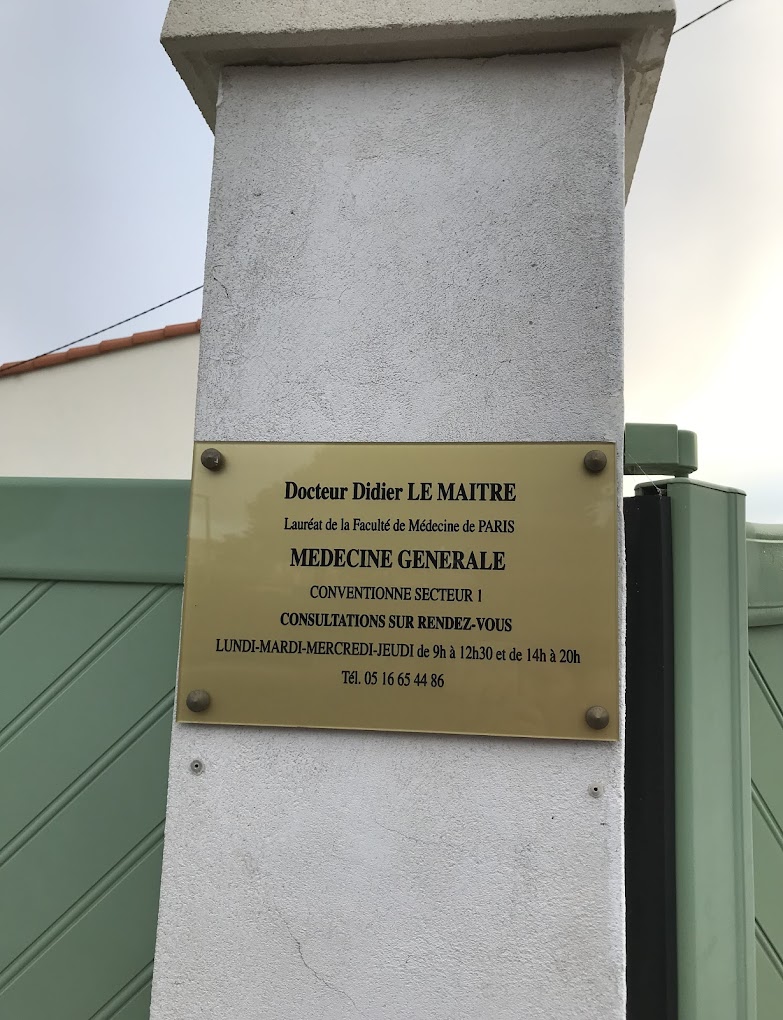 Docteur Didier LE MAITRE
Lauréat de la Faculté de Médecine de PARIS
MEDECINE GENERALE
CONVENTIONNE SECTEUR 1
CONSULTATIONS SUR RENDEZ-VOUS
LUNDI-MARDI-MERCREDI-JEUDI de 9h à 12h30 et de 14h à 20h
Tél. 05 16 65 44 86